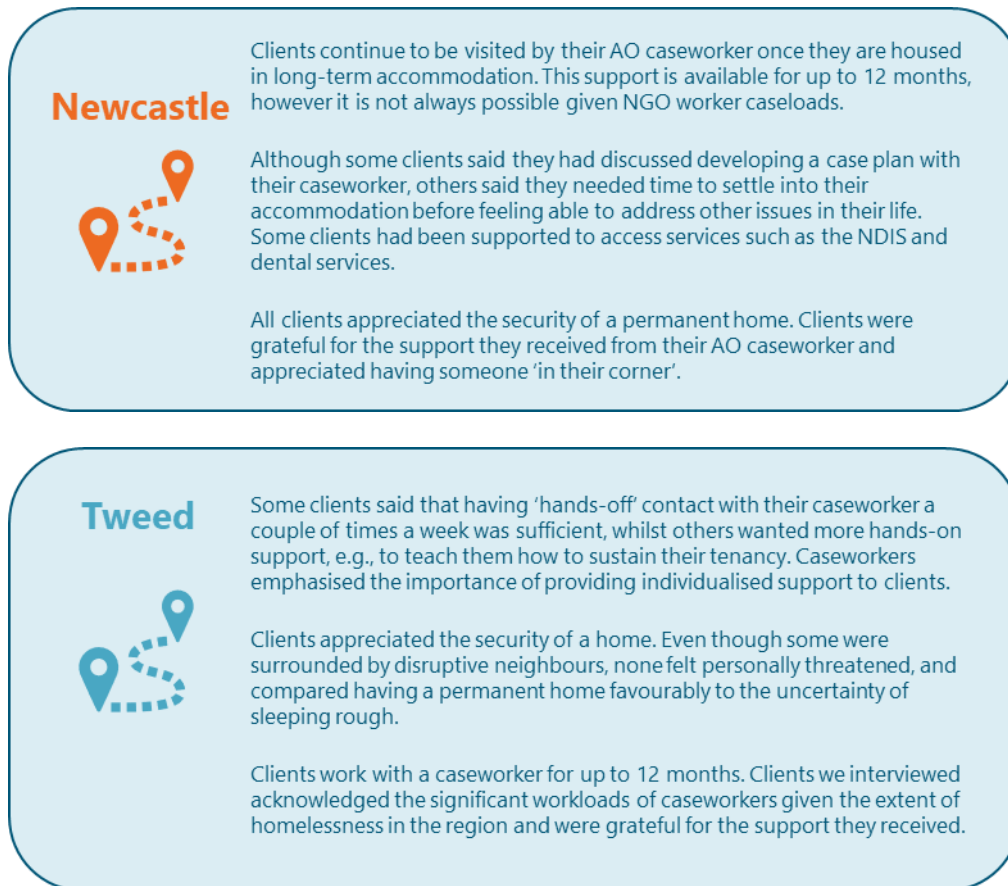 Newcastle
Clients continue to be visited by their AO caseworker once they are housed
in long-term accommodation. This support is available for up to 12 months,
however it is not always possible given NGO worker caseloads.
Although some clients said they had discussed developing a case plan with
their caseworker, others said they needed time to settle into their
accommodation before feeling able to address other issues in their life.
Some clients had been supported to access services such as the NDIS and
dental services.
All clients appreciated the security of a permanent home. Clients were
grateful for the support they received from their AO caseworker and
appreciated having someone ‘in their corner’.
Tweed
Some clients said that having ‘hands-off’ contact with their caseworker a
couple of times a week was sufficient, whilst others wanted more hands-on
support, e.g., to teach them how to sustain their tenancy. Caseworkers
emphasised the importance of providing individualised support to clients.
Clients appreciated the security of a home. Even though some were
surrounded by disruptive neighbours, none felt personally threatened, and
compared having a permanent home favourably to the uncertainty of
sleeping rough.
Clients work with a caseworker for up to 12 months. Clients we interviewed
acknowledged the significant workloads of caseworkers given the extent of
homelessness in the region and were grateful for the support they received.